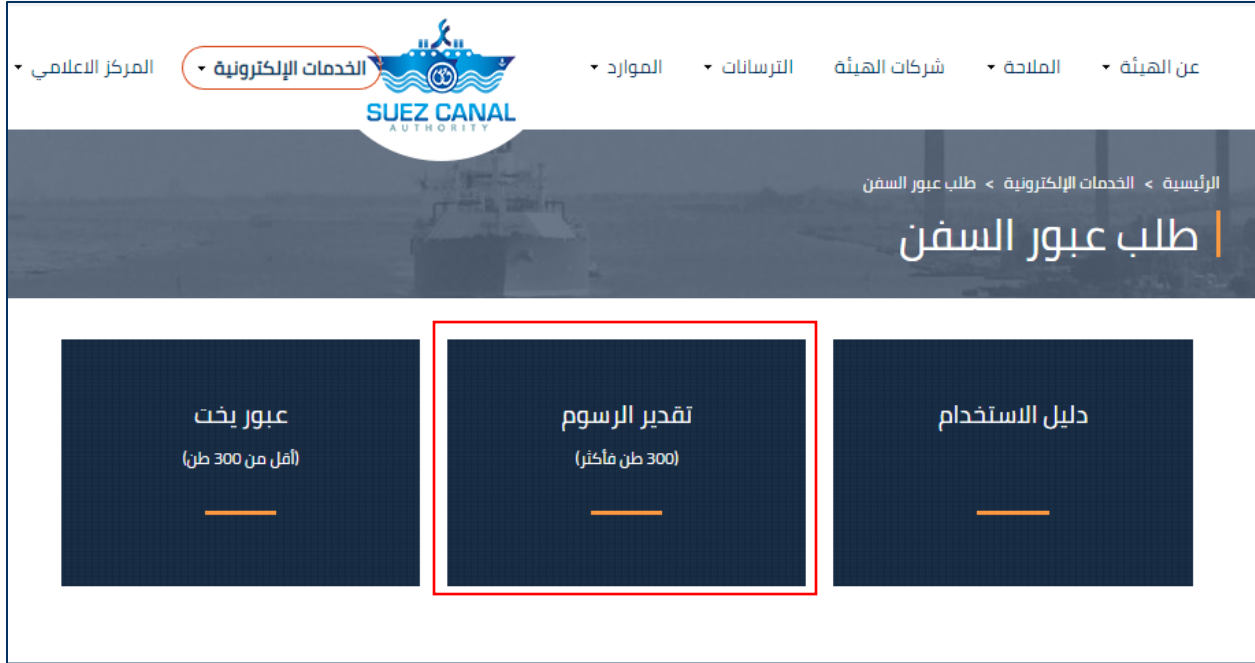 عن الهيئة
الملاحة
شركات الهيئة
الترسانات
الموارد
SUEZ CANAL
AUTHORITY
الخدمات الإلكترونية
المركز الاعلامي
الرئيسية > الخدمات الإلكترونية > طلب عبور السفن
طلب عبور السفن
دليل الاستخدام
تقدير الرسوم
(300 طن فأكثر)
عبور يخت
(أقل من 300 طن)